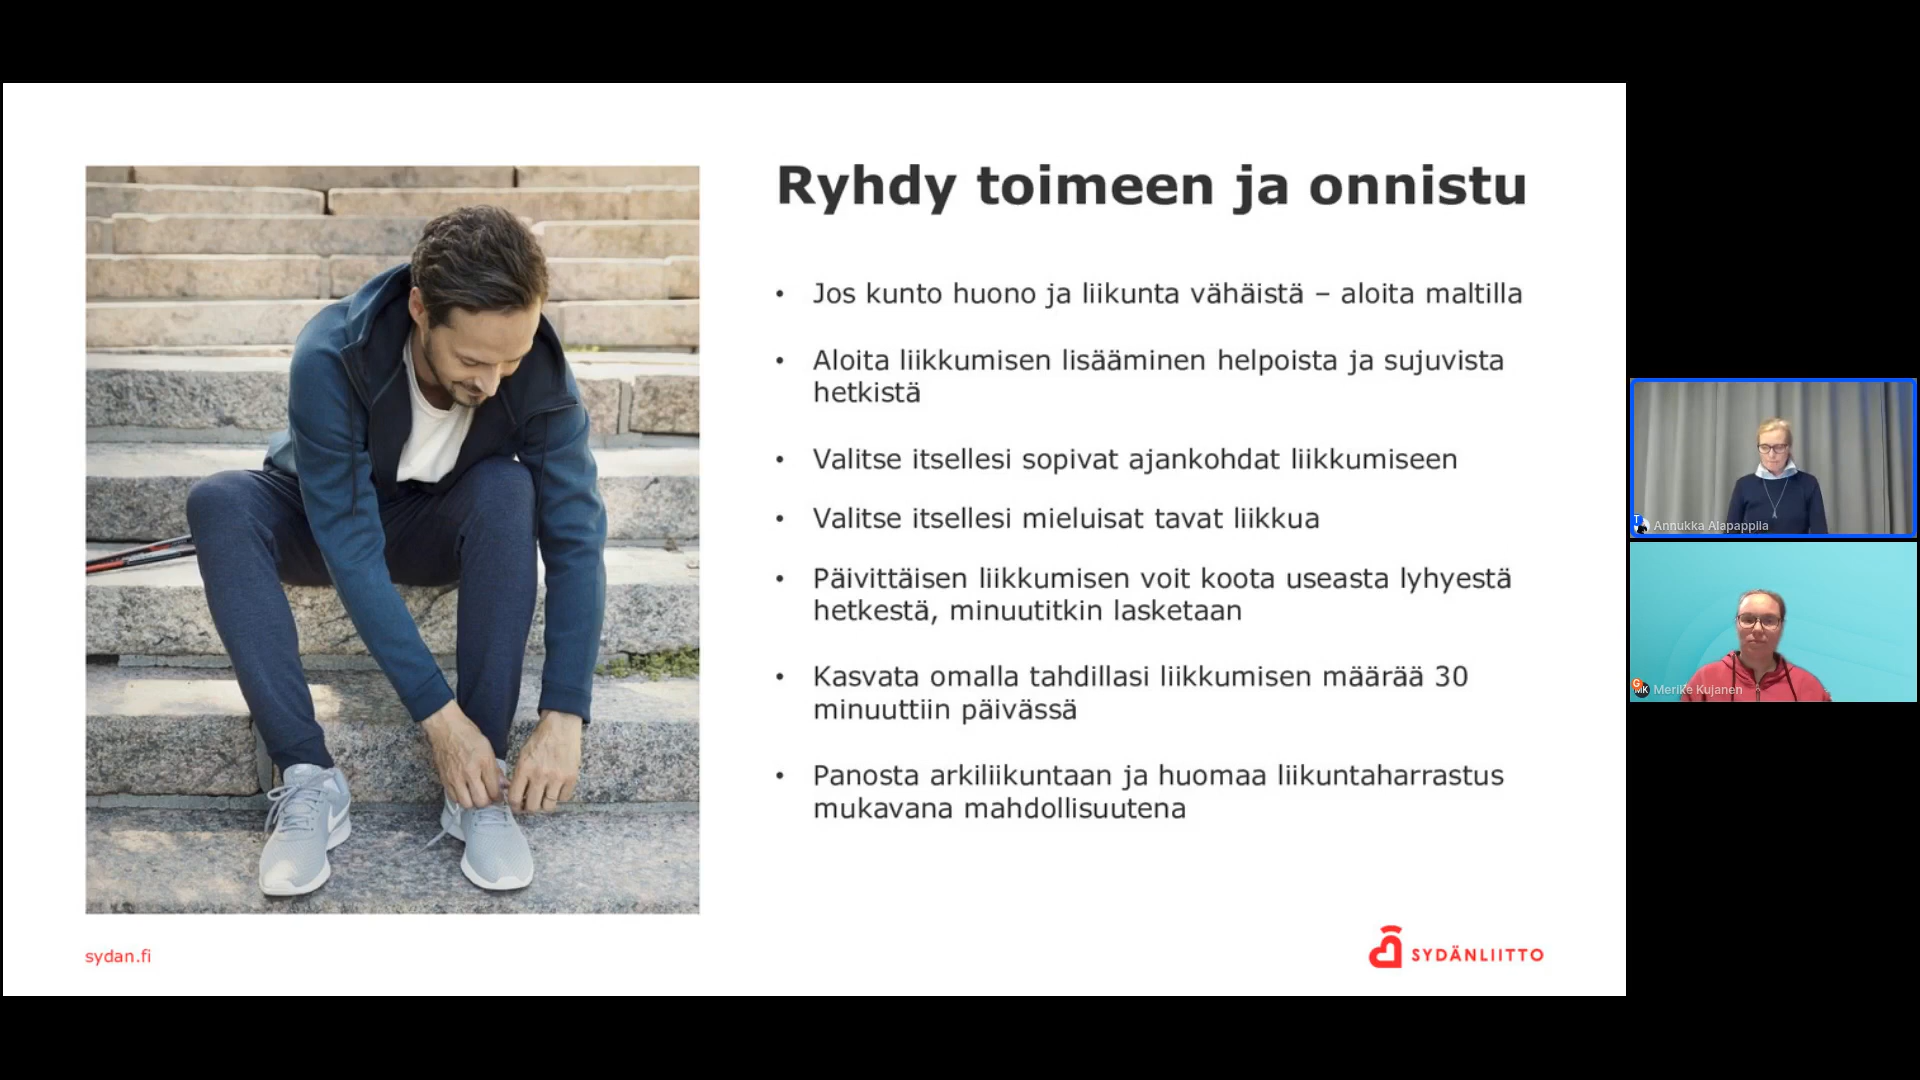 Ryhdy toimeen ja onnistu
• Jos kunto huono ja liikunta vähäistä – aloita maltilla
• Aloita liikkumisen lisääminen helpoista ja sujuvista
hetkistä
• Valitse itsellesi sopivat ajankohdat liikkumiseen
• Valitse itsellesi mieluisat tavat liikkua
• Päivittäisen liikkumisen voit koota useasta lyhyestä
hetkestä, minuutitkin lasketaan
• Kasvata omalla tahdillasi liikkumisen määrää 30
minuuttiin päivässä
• Panosta arkiliikuntaan ja huomaa liikuntaharrastus
mukavana mahdollisuutena
sydan.fi
SYDÄNLIITTO
Annukka Alapappila
MK Merike Kujanen